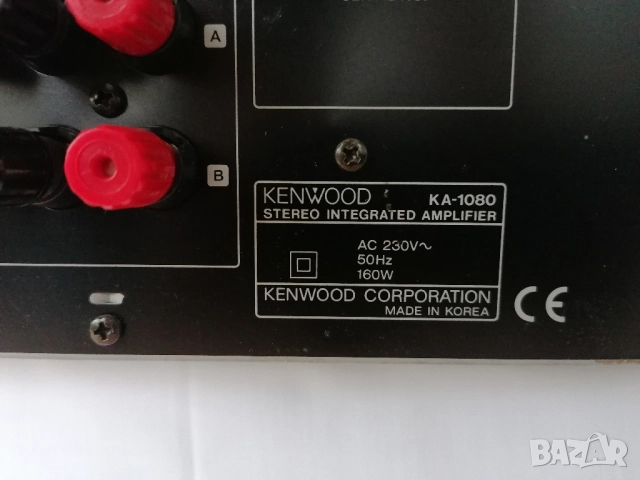 A
B
KENWOOD KA-1080
STEREO INTEGRATED AMPLIFIER
AC 230V~
50Hz
160W
KENWOOD CORPORATION
MADE IN KOREA
CE
BAZAR